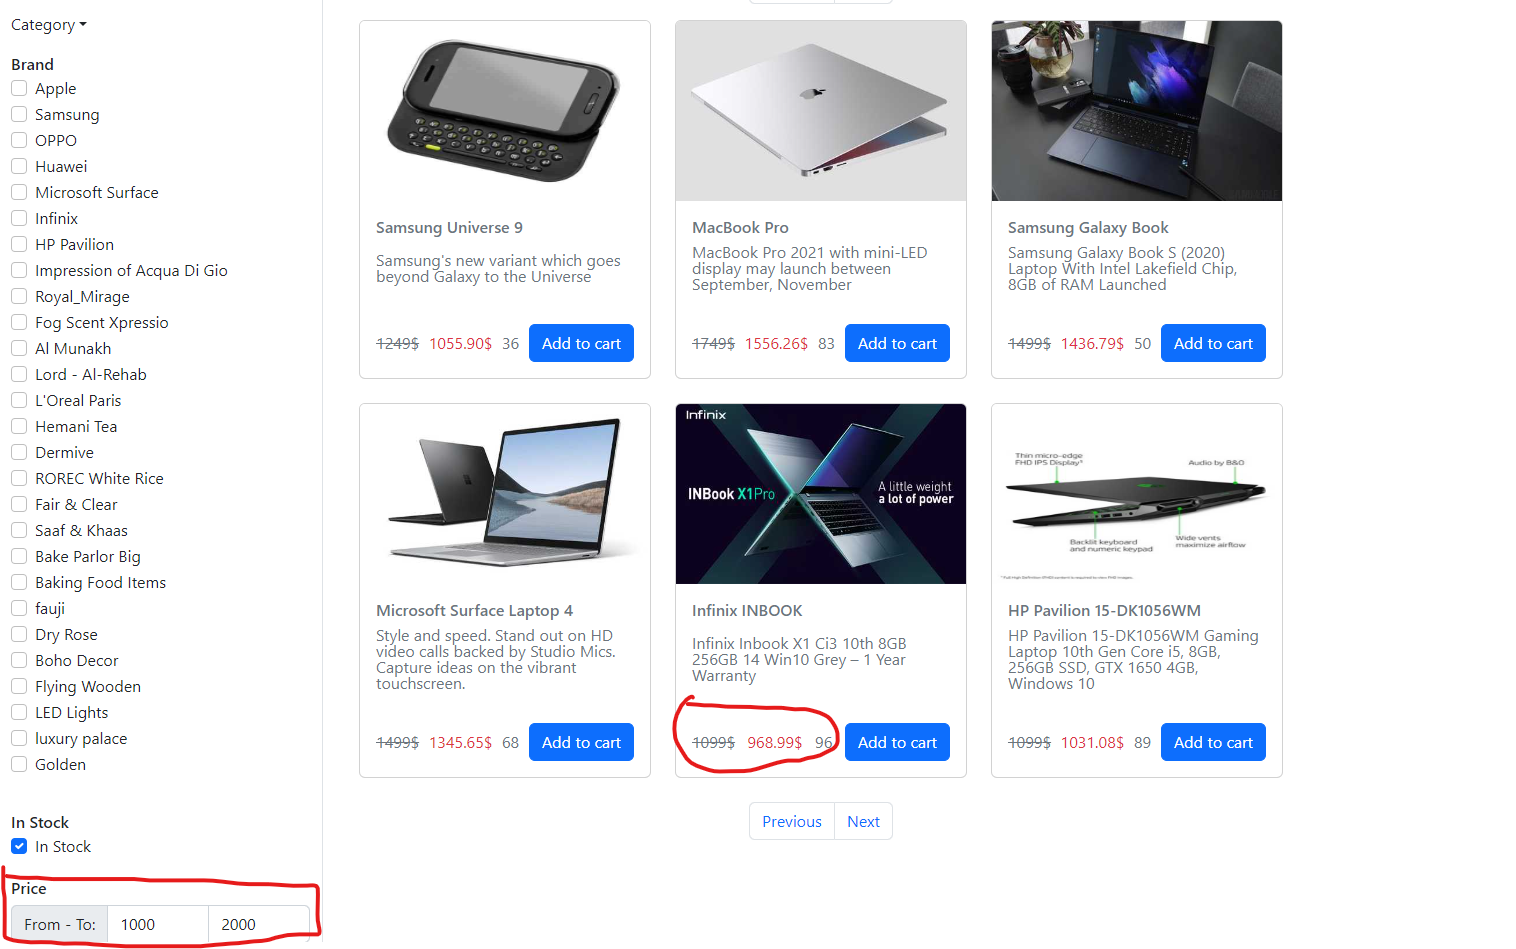 Category
Brand
Apple
Samsung
OPPO
Huawei
Microsoft Surface
Infinix
HP Pavilion
Impression of Acqua Di Gio
Royal_Mirage
Fog Scent Xpressio
Al Munakh
Lord - Al-Rehab
L'Oreal Paris
Hemani Tea
Dermive
ROREC White Rice
Fair & Clear
Saaf & Khaas
Bake Parlor Big
Baking Food Items
fauji
Dry Rose
Boho Decor
Flying Wooden
LED Lights
luxury palace
Golden
In Stock
In Stock
Price
From - To: 1000 2000
Samsung Universe 9
Samsung's new variant which goes
beyond Galaxy to the Universe
1249$ 1055.90$ 36 Add to cart
MacBook Pro
MacBook Pro 2021 with mini-LED
display may launch between
September, November
1749$ 1556.26$ 83 Add to cart
Samsung Galaxy Book
Samsung Galaxy Book S (2020)
Laptop With Intel Lakefield Chip,
8GB of RAM Launched
1499$ 1436.79$ 50 Add to cart
Microsoft Surface Laptop 4
Style and speed. Stand out on HD
video calls backed by Studio Mics.
Capture ideas on the vibrant
touchscreen.
1499$ 1345.65$ 68 Add to cart
Infinix
INBook X1Pro
A little weight
a lot of power
Infinix INBOOK
Infinix Inbook X1 Ci3 10th 8GB
256GB 14 Win10 Grey – 1 Year
Warranty
1099$ 968.99$ 96 Add to cart
Thin micro-edge
FHD IPS Display*
Audio by B&O
Backlit keyboard
and numeric keypad
Wide vents
maximize airflow
HP Pavilion 15-DK1056WM
HP Pavilion 15-DK1056WM Gaming
Laptop 10th Gen Core i5, 8GB,
256GB SSD, GTX 1650 4GB,
Windows 10
1099$ 1031.08$ 89 Add to cart
Previous Next